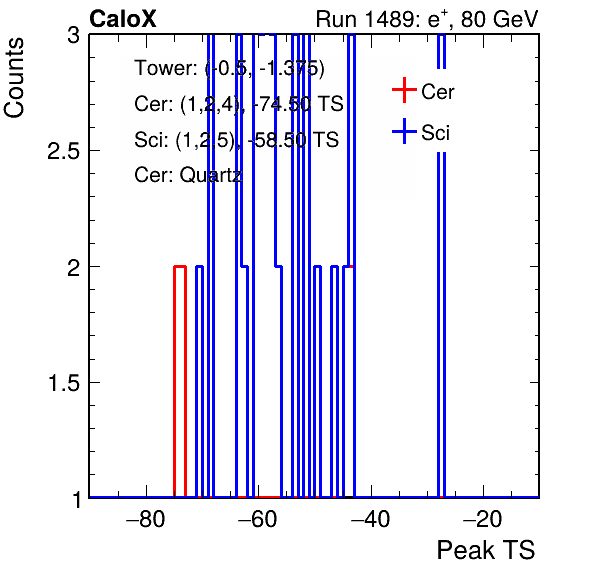 CaloX Run 1489: e⁺, 80 GeV
Counts
3
2.5
2
1.5
1
Tower: (-0.5, -1.375)
Cer: (1,2,4), -74.50 TS
Sci: (1,2,5), -58.50 TS
Cer: Quartz
Cer
Sci
−80 −60 −40 −20
Peak TS